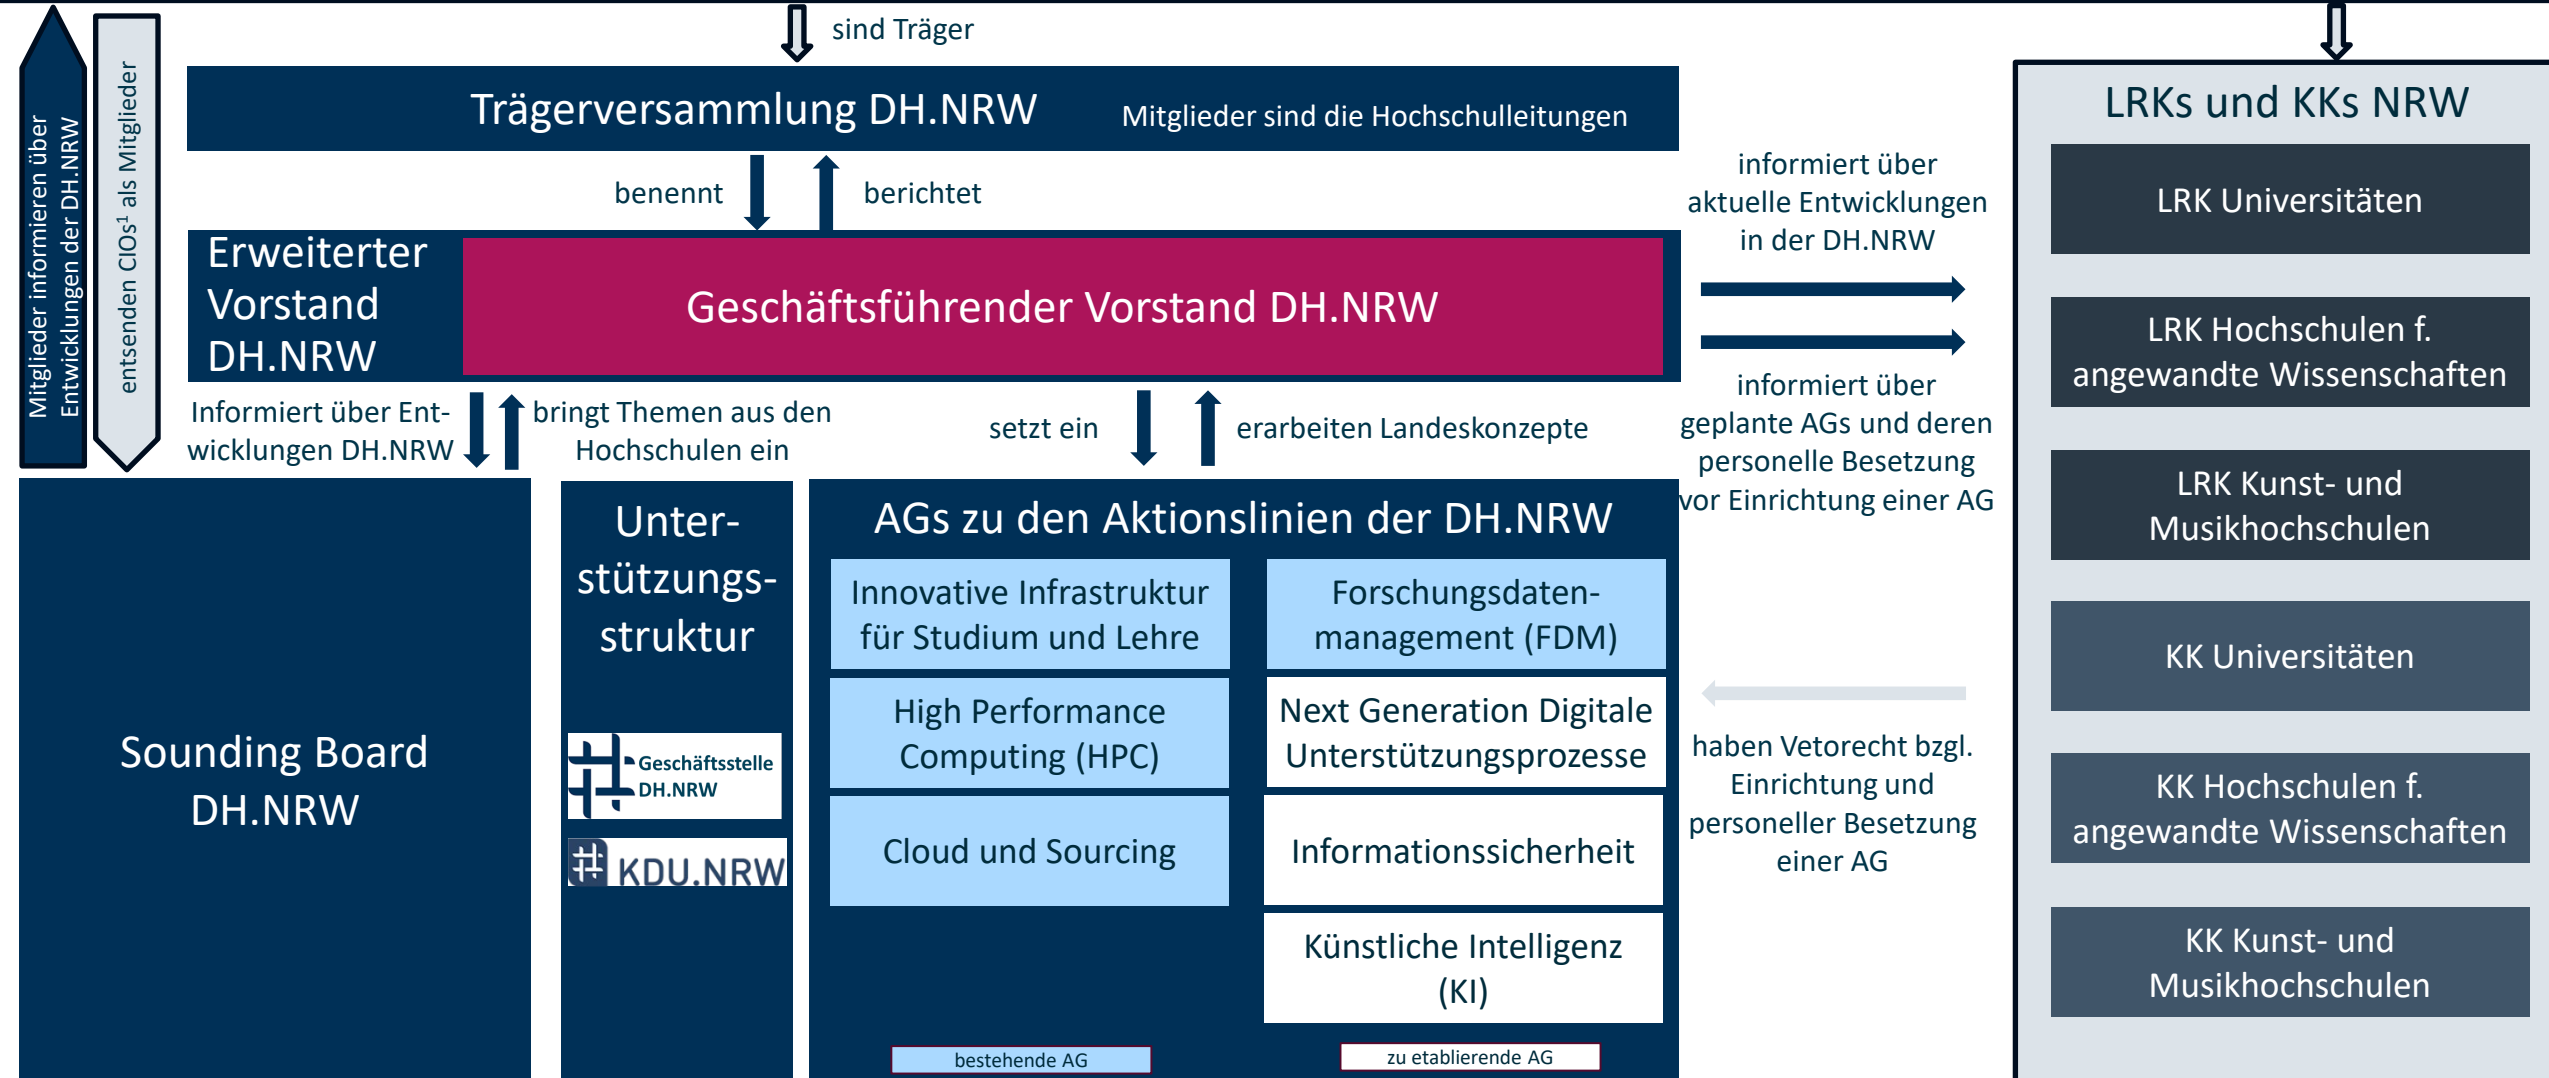 sind Träger
Mitglieder informieren über
Entwicklungen der DH.NRW
entsenden CIOs¹ als Mitglieder
Trägerversammlung DH.NRW
Mitglieder sind die Hochschulleitungen
benennt
berichtet
Erweiterter
Vorstand
DH.NRW
Geschäftsführender Vorstand DH.NRW
Informiert über Ent-
wicklungen DH.NRW
bringt Themen aus den
Hochschulen ein
setzt ein
erarbeiten Landeskonzepte
informiert über
aktuelle Entwicklungen
in der DH.NRW
informiert über
geplante AGs und deren
personelle Besetzung
vor Einrichtung einer AG
haben Vetorecht bzgl.
Einrichtung und
personeller Besetzung
einer AG
Sounding Board
DH.NRW
Unter-
stützungs-
struktur
Geschäftsstelle
DH.NRW
KDU.NRW
AGs zu den Aktionslinien der DH.NRW
Innovative Infrastruktur
für Studium und Lehre
High Performance
Computing (HPC)
Cloud und Sourcing
Forschungsdaten-
management (FDM)
Next Generation Digitale
Unterstützungsprozesse
Informationssicherheit
Künstliche Intelligenz
(KI)
bestehende AG
zu etablierende AG
LRKs und KKs NRW
LRK Universitäten
LRK Hochschulen f.
angewandte Wissenschaften
LRK Kunst- und
Musikhochschulen
KK Universitäten
KK Hochschulen f.
angewandte Wissenschaften
KK Kunst- und
Musikhochschulen